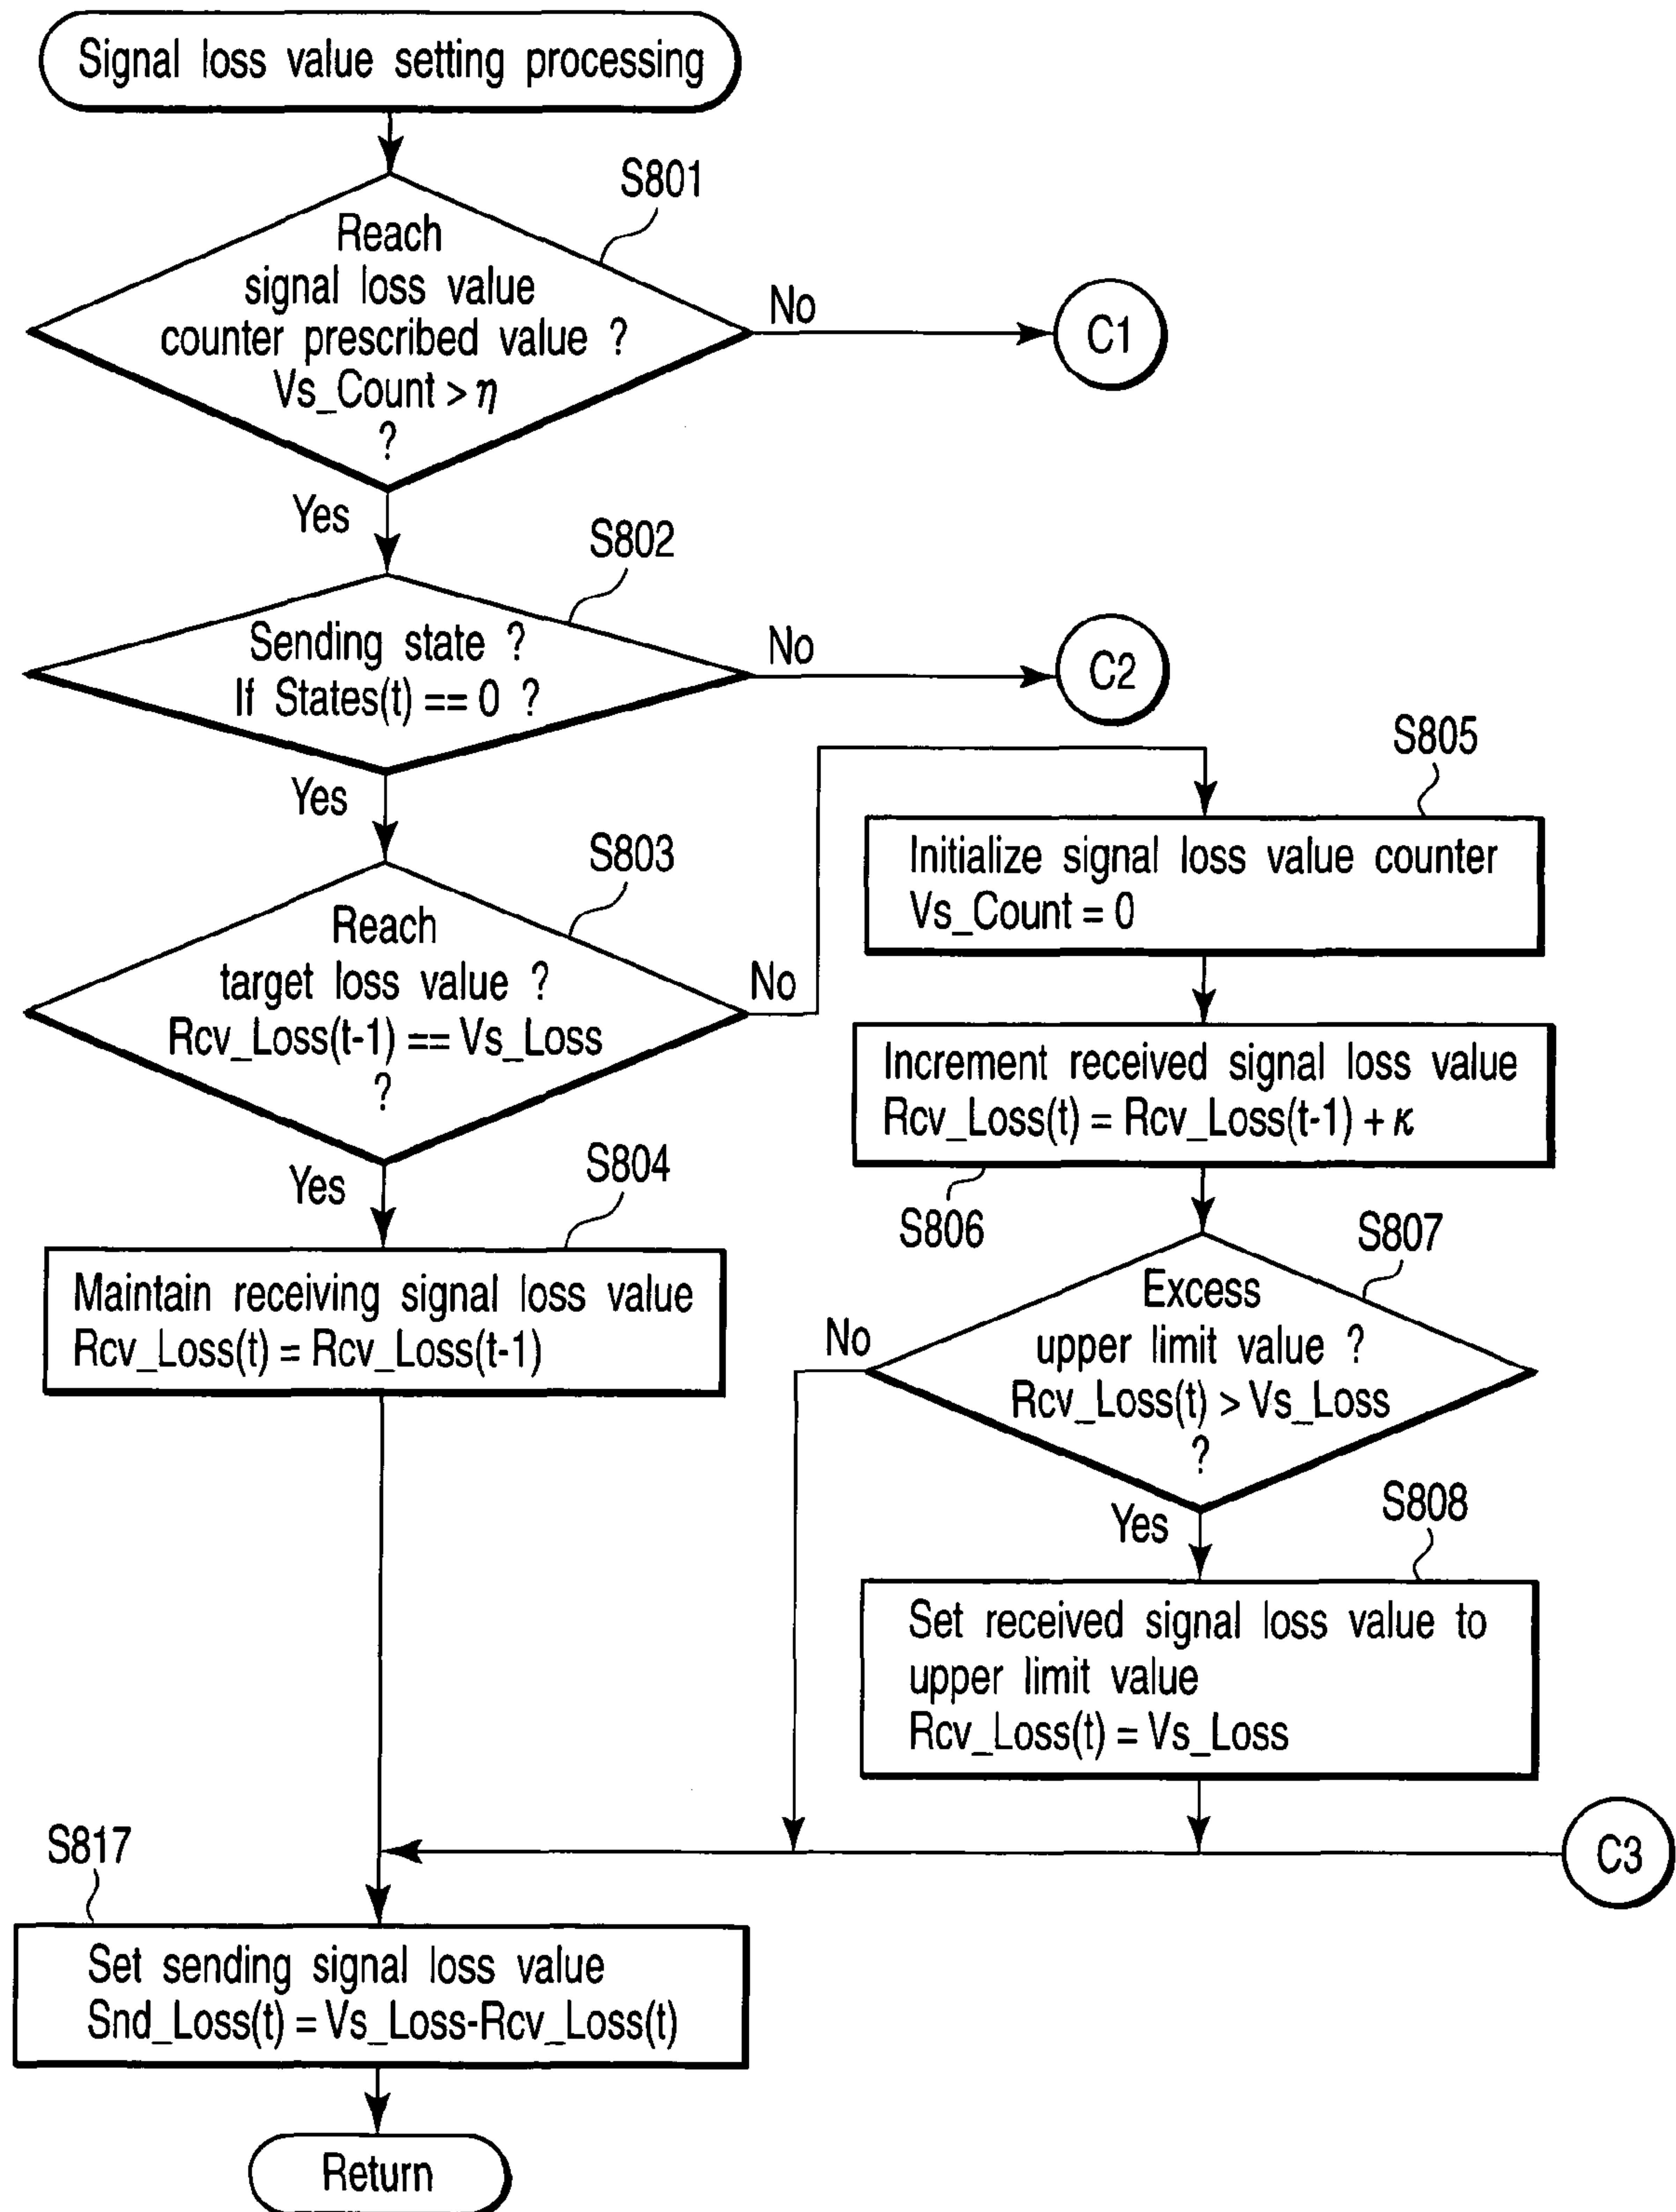 Signal loss value setting processing
S801
Reach
signal loss value
counter prescribed value ?
Vs_Count > η
?
No
C1
Yes
S802
Sending state ?
If States(t) == 0 ?
No
C2
Yes
S803
Reach
target loss value ?
Rcv_Loss(t-1) == Vs_Loss
?
No
S805
Initialize signal loss value counter
Vs_Count = 0
Increment received signal loss value
Rcv_Loss(t) = Rcv_Loss(t-1) + κ
S806
Yes
S804
Maintain receiving signal loss value
Rcv_Loss(t) = Rcv_Loss(t-1)
S807
Excess
upper limit value ?
Rcv_Loss(t) > Vs_Loss
?
No
Yes
S808
Set received signal loss value to
upper limit value
Rcv_Loss(t) = Vs_Loss
C3
S817
Set sending signal loss value
Snd_Loss(t) = Vs_Loss-Rcv_Loss(t)
Return